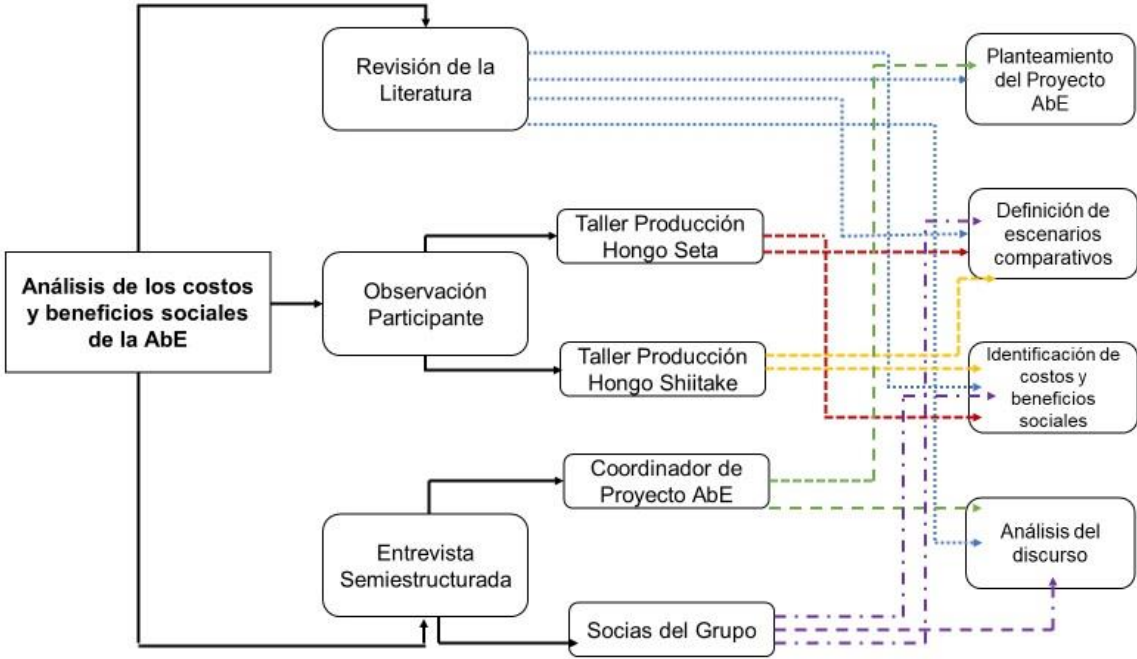 Revisión de la
Literatura
Planteamiento
del Proyecto
AbE
Análisis de los costos
y beneficios sociales
de la AbE
Observación
Participante
Taller Producción
Hongo Seta
Taller Producción
Hongo Shiitake
Definición de
escenarios
comparativos
Identificación de
costos y
beneficios
sociales
Entrevista
Semiestructurada
Coordinador de
Proyecto AbE
Socias del Grupo
Análisis del
discurso